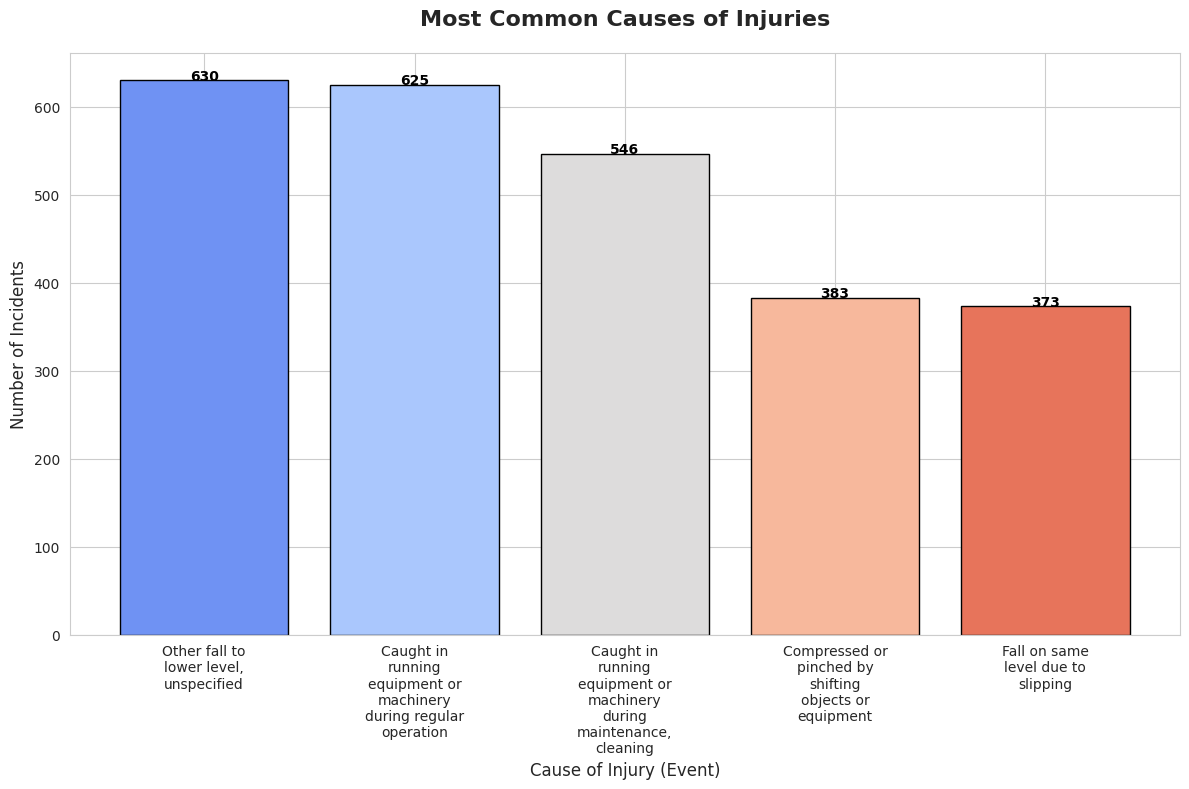 Most Common Causes of Injuries
Number of Incidents
600
500
400
300
200
100
0
630
625
546
383
373
Other fall to
lower level,
unspecified
Caught in
running
equipment or
machinery
during regular
operation
Caught in
running
equipment or
machinery
during
maintenance,
cleaning
Compressed or
pinched by
shifting
objects or
equipment
Fall on same
level due to
slipping
Cause of Injury (Event)